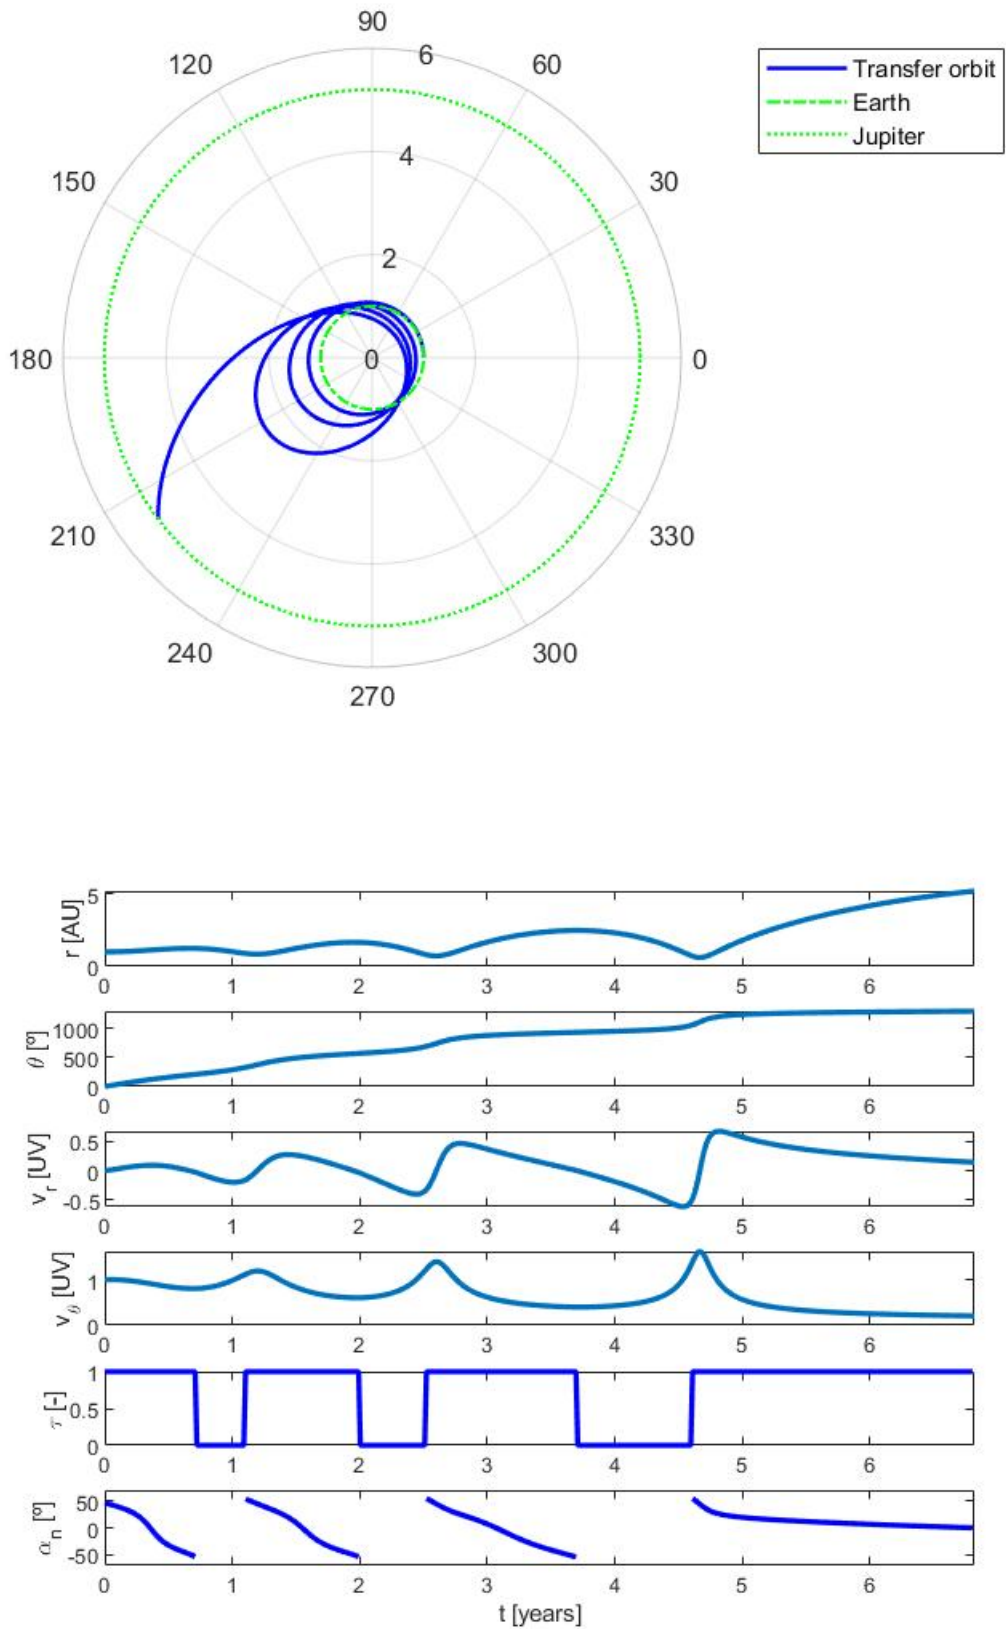 90
120
6
60
Transfer orbit
Earth
Jupiter
4
150
30
2
180
0
0
210
330
240
300
270
5
r [AU]
0
0 1 2 3 4 5 6
1000
θ [º]
500
0
0 1 2 3 4 5 6
0.5
v_r [UV]
0
-0.5
0 1 2 3 4 5 6
1
v_θ [UV]
0
0 1 2 3 4 5 6
1
τ [-]
0.5
0
0 1 2 3 4 5 6
50
α_n [º]
0
-50
0 1 2 3 4 5 6
t [years]